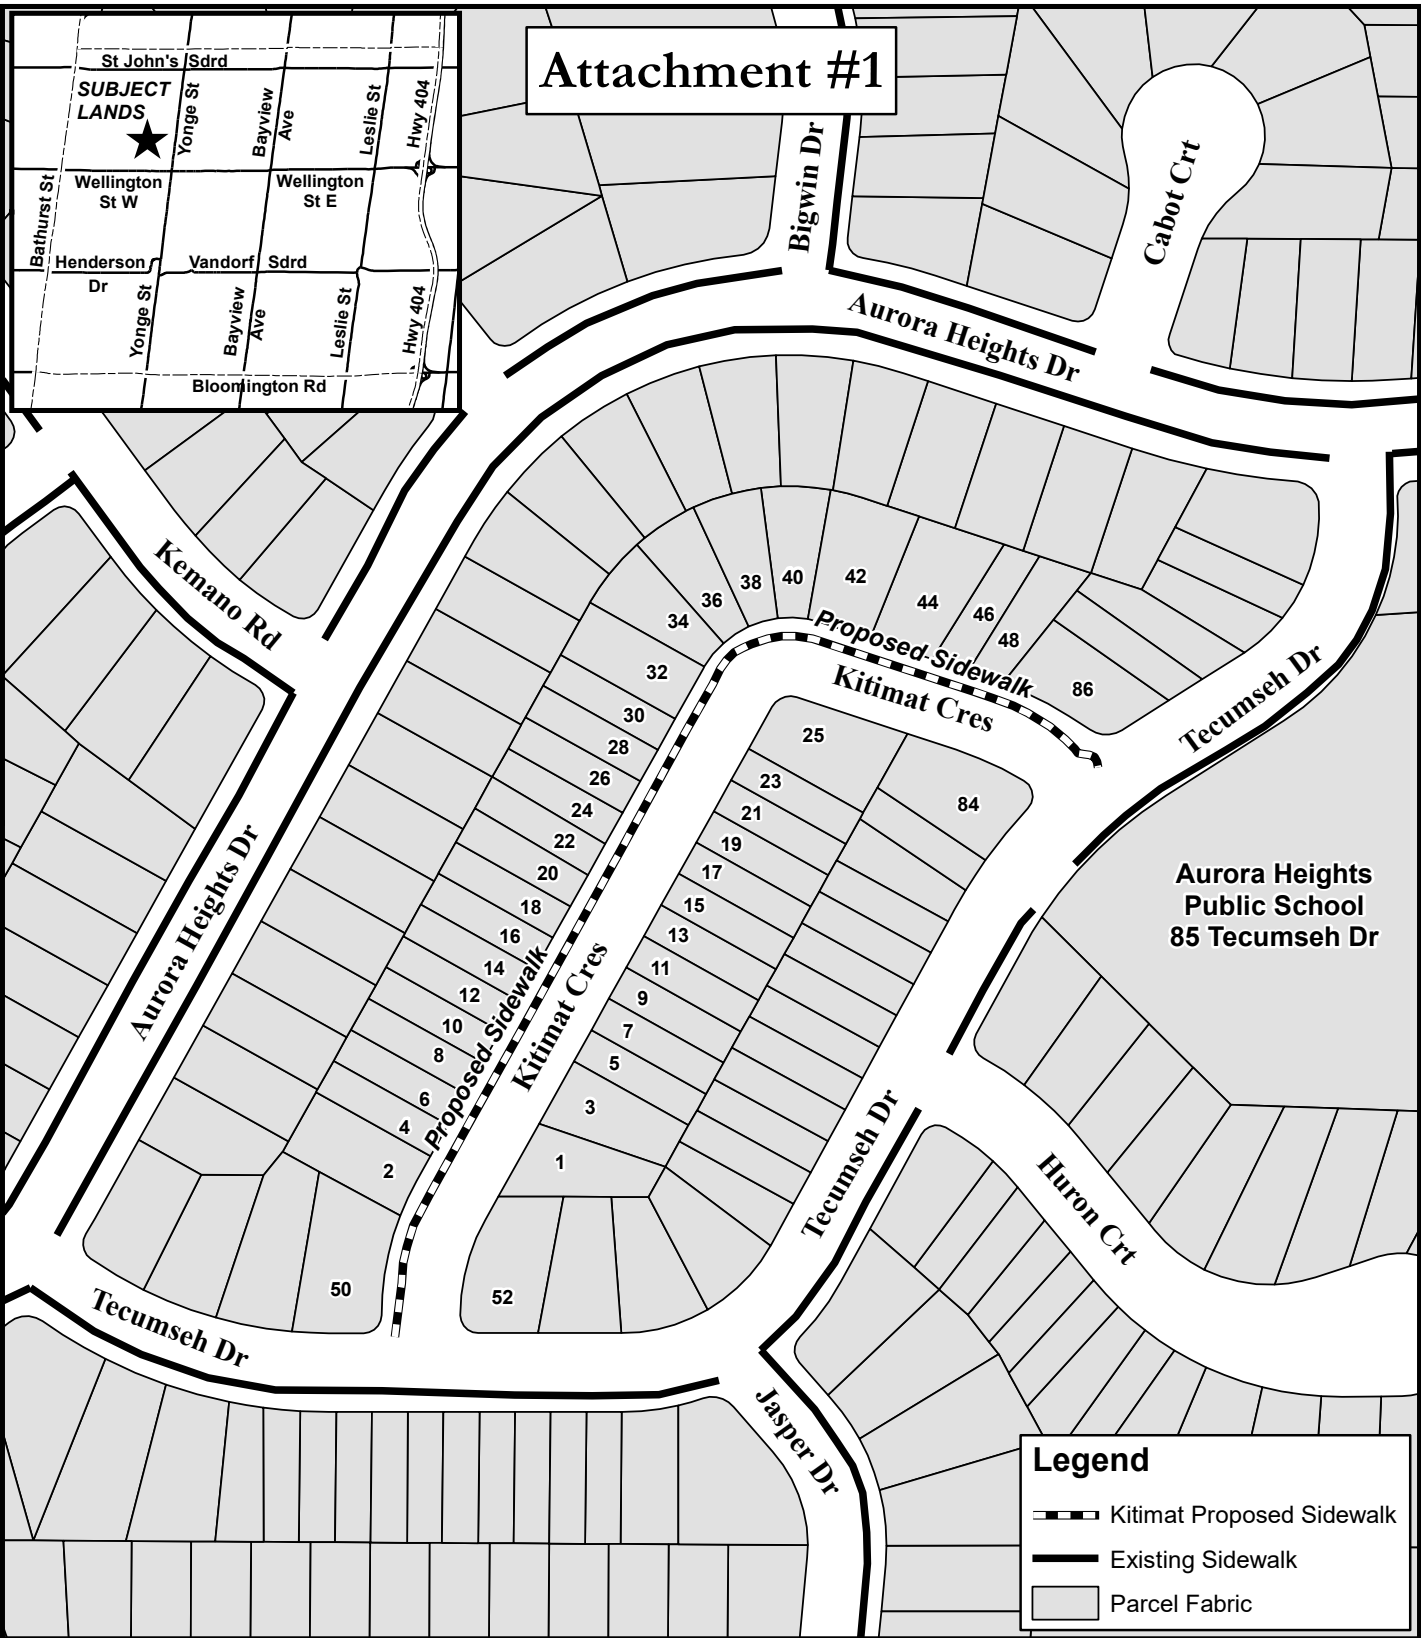 Attachment #1
St John's Sdrd
SUBJECT
LANDS
Yonge St
Bayview
Ave
Leslie St
Hwy 404
Bathurst St
Wellington
St W
Wellington
St E
Henderson
Dr
Vandorf Sdrd
Yonge St
Bayview
Ave
Leslie St
Hwy 404
Bloomington Rd
Bigwin Dr
Cabot Crt
Aurora Heights Dr
Kemano Rd
38
40
42
36
44
34
46
48
Proposed Sidewalk
32
86
Kitimat Cres
Tecumseh Dr
30
25
28
26
23
24
84
21
22
19
20
17
18
15
16
13
14
11
12
9
10
7
8
5
6
3
4
1
2
Aurora Heights Dr
Proposed Sidewalk
Kitimat Cres
Aurora Heights
Public School
85 Tecumseh Dr
Tecumseh Dr
Huron Crt
50
52
Tecumseh Dr
Jasper Dr
Legend
Kitimat Proposed Sidewalk
Existing Sidewalk
Parcel Fabric